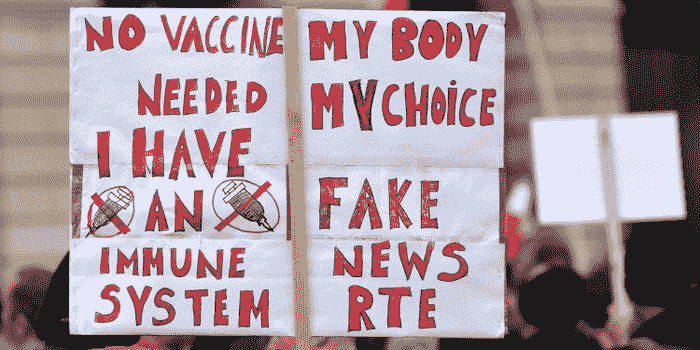 NO VACCINE
NEEDED
I HAVE
AN
IMMUNE
SYSTEM
MY BODY
MY CHOICE
FAKE
NEWS
RTE